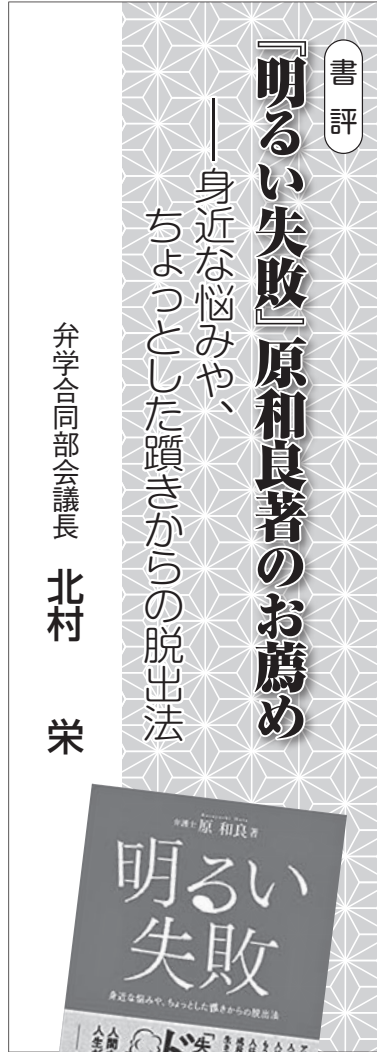 書評
『明るい失敗』原和良著のお薦め
――身近な悩みや、
ちょっとした躓きからの脱出法
弁学合同部会議長 北村 栄
Kazuyoshi Hara
弁護士 原 和良 著
明るい
失敗
身近な悩みや、ちょっとした躓きからの脱出法